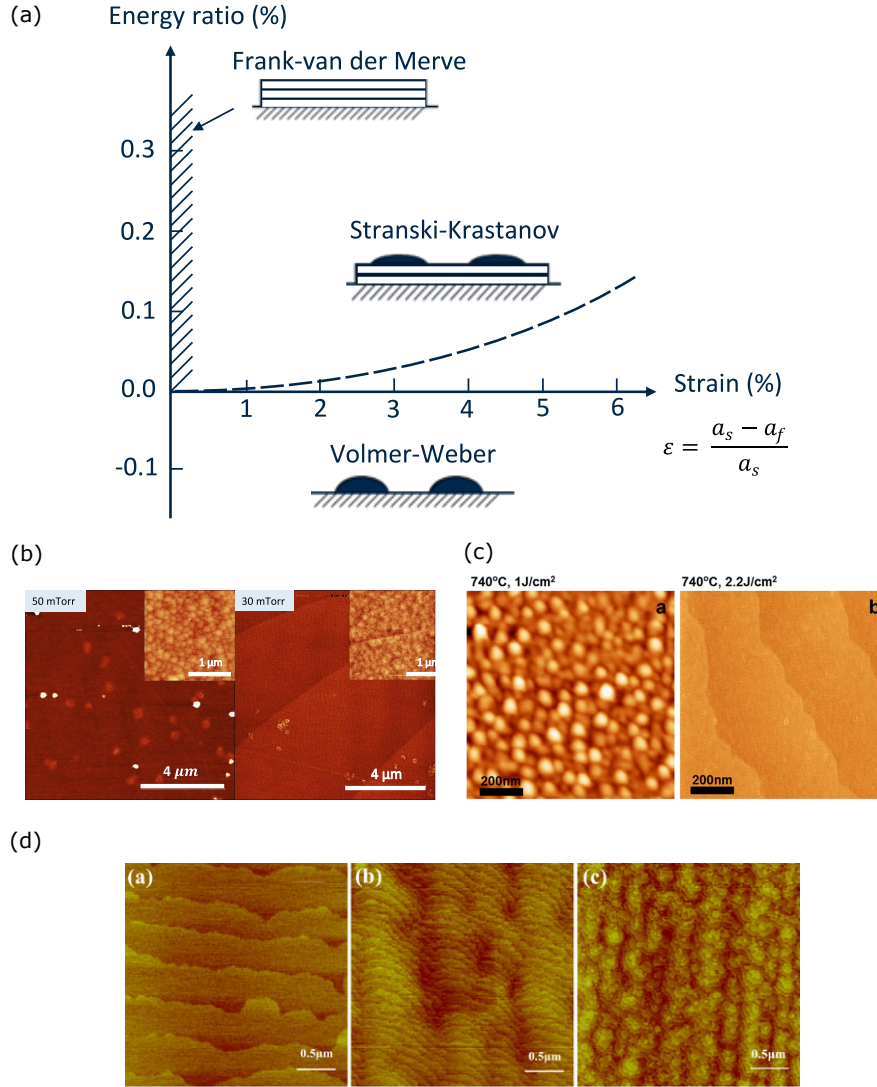 (a)
Energy ratio (%)
Frank-van der Merve
0.3
0.2
Stranski-Krastanov
0.1
0.0
1 2 3 4 5 6
Strain (%)
ε = (a_s − a_f) / a_s
-0.1
Volmer-Weber
(b)
50 mTorr
1 μm
4 μm
30 mTorr
1 μm
4 μm
(c)
740ºC, 1J/cm²
a
200nm
740ºC, 2.2J/cm²
b
200nm
(d)
(a)
0.5μm
(b)
0.5μm
(c)
0.5μm